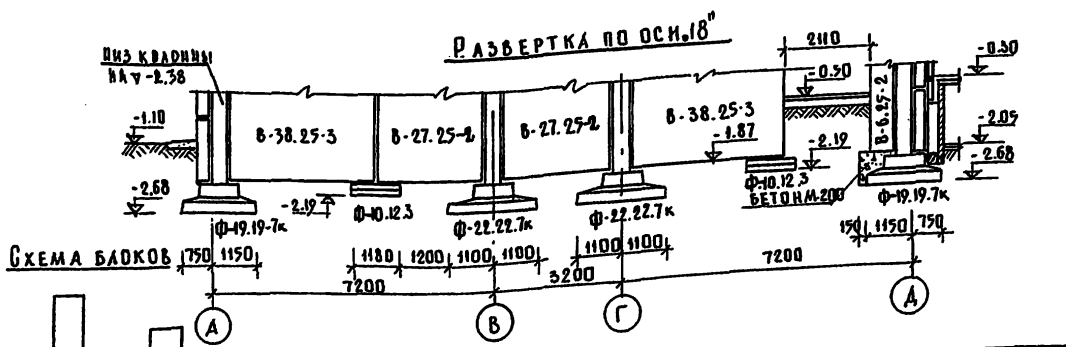 РАЗВЕРТКА ПО ОСИ "18"
НИЗ КОЛОННЫ
НА ▽ -2.38
2110
-0.30
-0.30
-1.10
В-38.25-3
В-27.25-2
В-27.25-2
В-38.25-3
В-6.25-2
-1.87
-2.19
-2.05
-2.68
-2.68
-2.19
Ф-10.12.3
Ф-10.12.3
БЕТОН М-200
Ф-19.19-7к
Ф-22.22.7к
Ф-22.22.7к
Ф-19.19.7к
СХЕМА БЛОКОВ
750 1150 1180 1200 1100 1100 1100 1100 150 1150 750
7200 3200 7200
А В Г Д